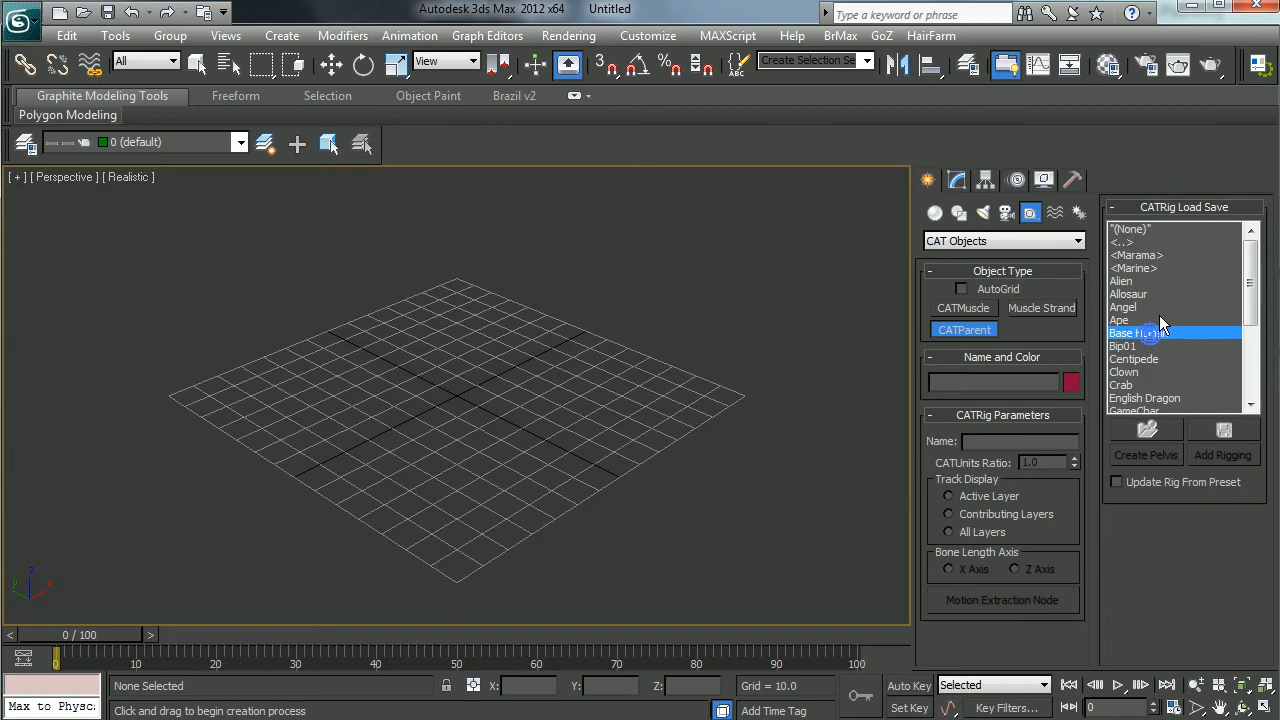 Autodesk 3ds Max 2012 x64 Untitled
Type a keyword or phrase
Edit Tools Group Views Create Modifiers Animation Graph Editors Rendering Customize MAXScript Help BrMax GoZ HairFarm
All View Create Selection Se
Graphite Modeling Tools Freeform Selection Object Paint Brazil v2
Polygon Modeling
0 (default)
[ + ] [ Perspective ] [ Realistic ]
CAT Objects
- Object Type
AutoGrid
CATMuscle Muscle Strand
CATParent
- Name and Color
- CATRig Parameters
Name:
CATUnits Ratio: 1.0
Track Display
Active Layer
Contributing Layers
All Layers
Bone Length Axis
X Axis Z Axis
Motion Extraction Node
- CATRig Load Save
"(None)"
<..>
<Marama>
<Marine>
Alien
Allosaur
Angel
Ape
Base
Bip01
Centipede
Clown
Crab
English Dragon
GameChar
Create Pelvis Add Rigging
Update Rig From Preset
z
y x
< 0 / 100 >
0 10 20 30 40 50 60 70 80 90 100
None Selected X: Y: Z: Grid = 10.0 Auto Key Selected
Max to Physc: Click and drag to begin creation process Add Time Tag Set Key Key Filters... 0